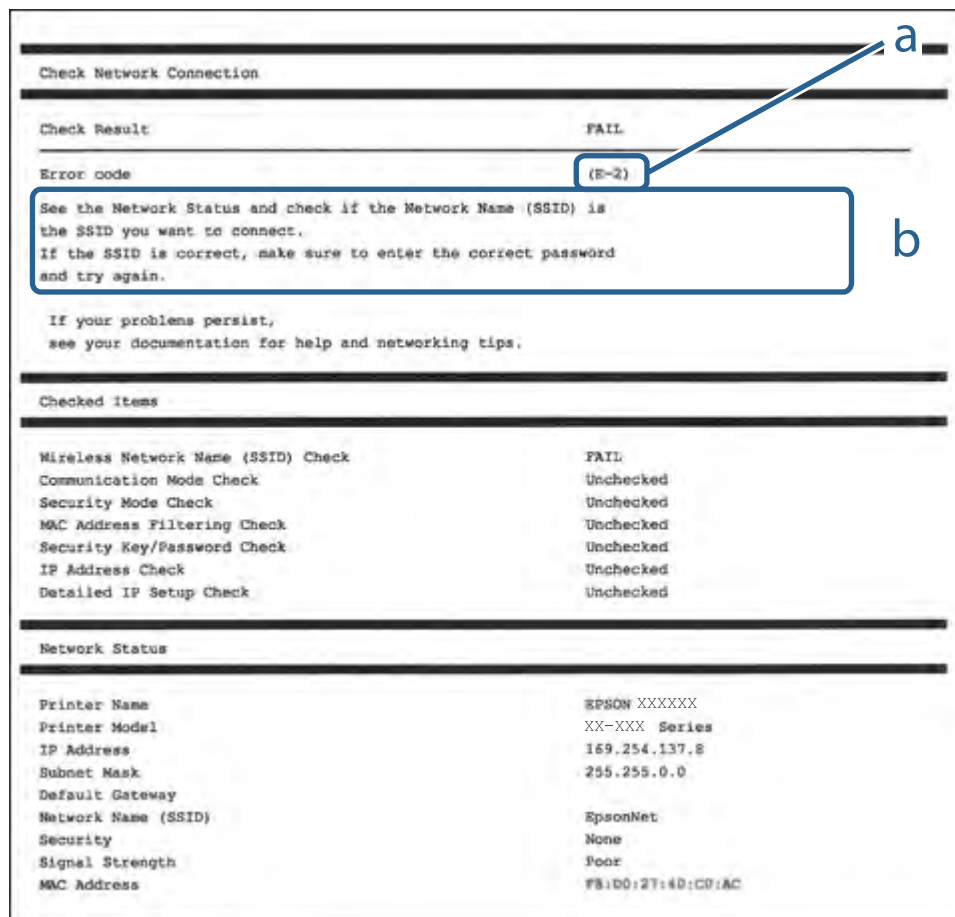 a
Check Network Connection
Check Result FAIL
Error code (E-2)
See the Network Status and check if the Network Name (SSID) is
the SSID you want to connect.
If the SSID is correct, make sure to enter the correct password
and try again.
b
If your problems persist,
see your documentation for help and networking tips.
Checked Items
Wireless Network Name (SSID) Check FAIL
Communication Mode Check Unchecked
Security Mode Check Unchecked
MAC Address Filtering Check Unchecked
Security Key/Password Check Unchecked
IP Address Check Unchecked
Detailed IP Setup Check Unchecked
Network Status
Printer Name EPSON XXXXXX
Printer Model XX-XXX Series
IP Address 169.254.137.8
Subnet Mask 255.255.0.0
Default Gateway
Network Name (SSID) EpsonNet
Security None
Signal Strength Poor
MAC Address F8:D0:27:40:C0:AC